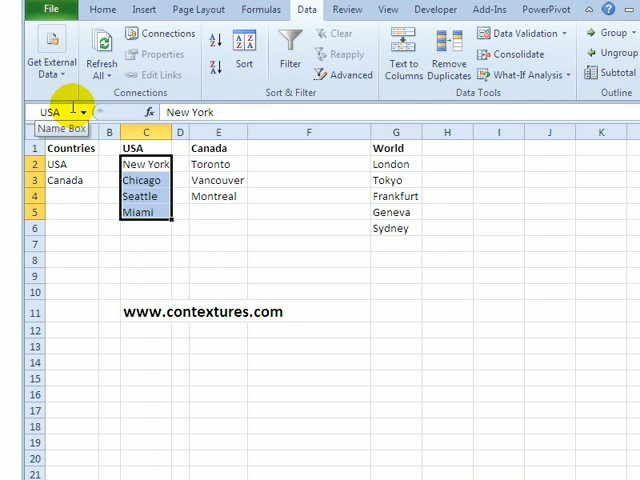 File Home Insert Page Layout Formulas Data Review View Developer Add-Ins PowerPivot
Get External Data
Refresh All
Connections
Properties
Edit Links
Connections
Sort
Filter
Clear
Reapply
Advanced
Sort & Filter
Text to Columns
Remove Duplicates
Data Validation
Consolidate
What-If Analysis
Data Tools
Group
Ungroup
Subtotal
Outline
USA fx New York
Name Box
A B C D E F G H I J K
1 Countries USA Canada World
2 USA New York Toronto London
3 Canada Chicago Vancouver Tokyo
4 Seattle Montreal Frankfurt
5 Miami Geneva
6 Sydney
7
8
9
10
11 www.contextures.com
12
13
14
15
16
17
18
19
20
21